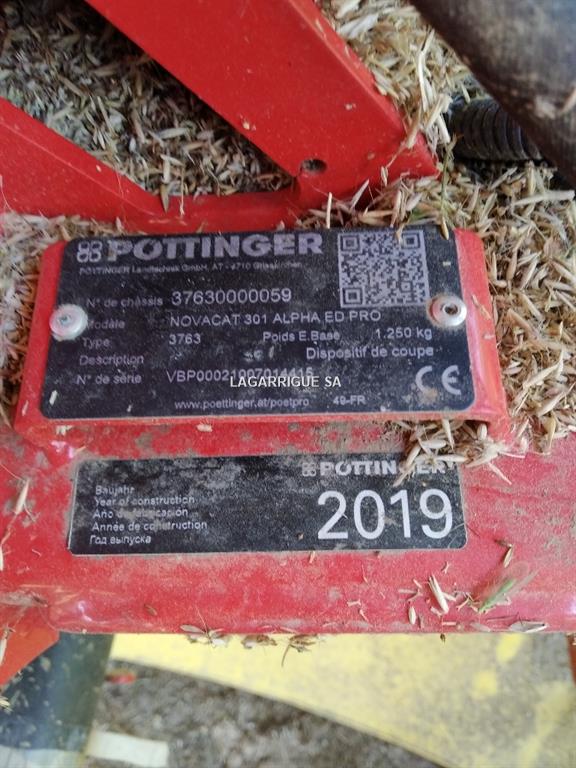 PÖTTINGER
PÖTTINGER Landtechnik GmbH, AT - 4710 Grieskirchen
N° de châssis 37630000059
Modèle NOVACAT 301 ALPHA ED PRO
Type 3763 Poids E.Base 1.250 kg
Description Dispositif de coupe
N° de série
LAGARRIGUE SA
CE
www.poettinger.at/poetpro 49-FR
PÖTTINGER
Baujahr
Year of construction
Año de fabricación
Année de construction
Год выпуска
2019